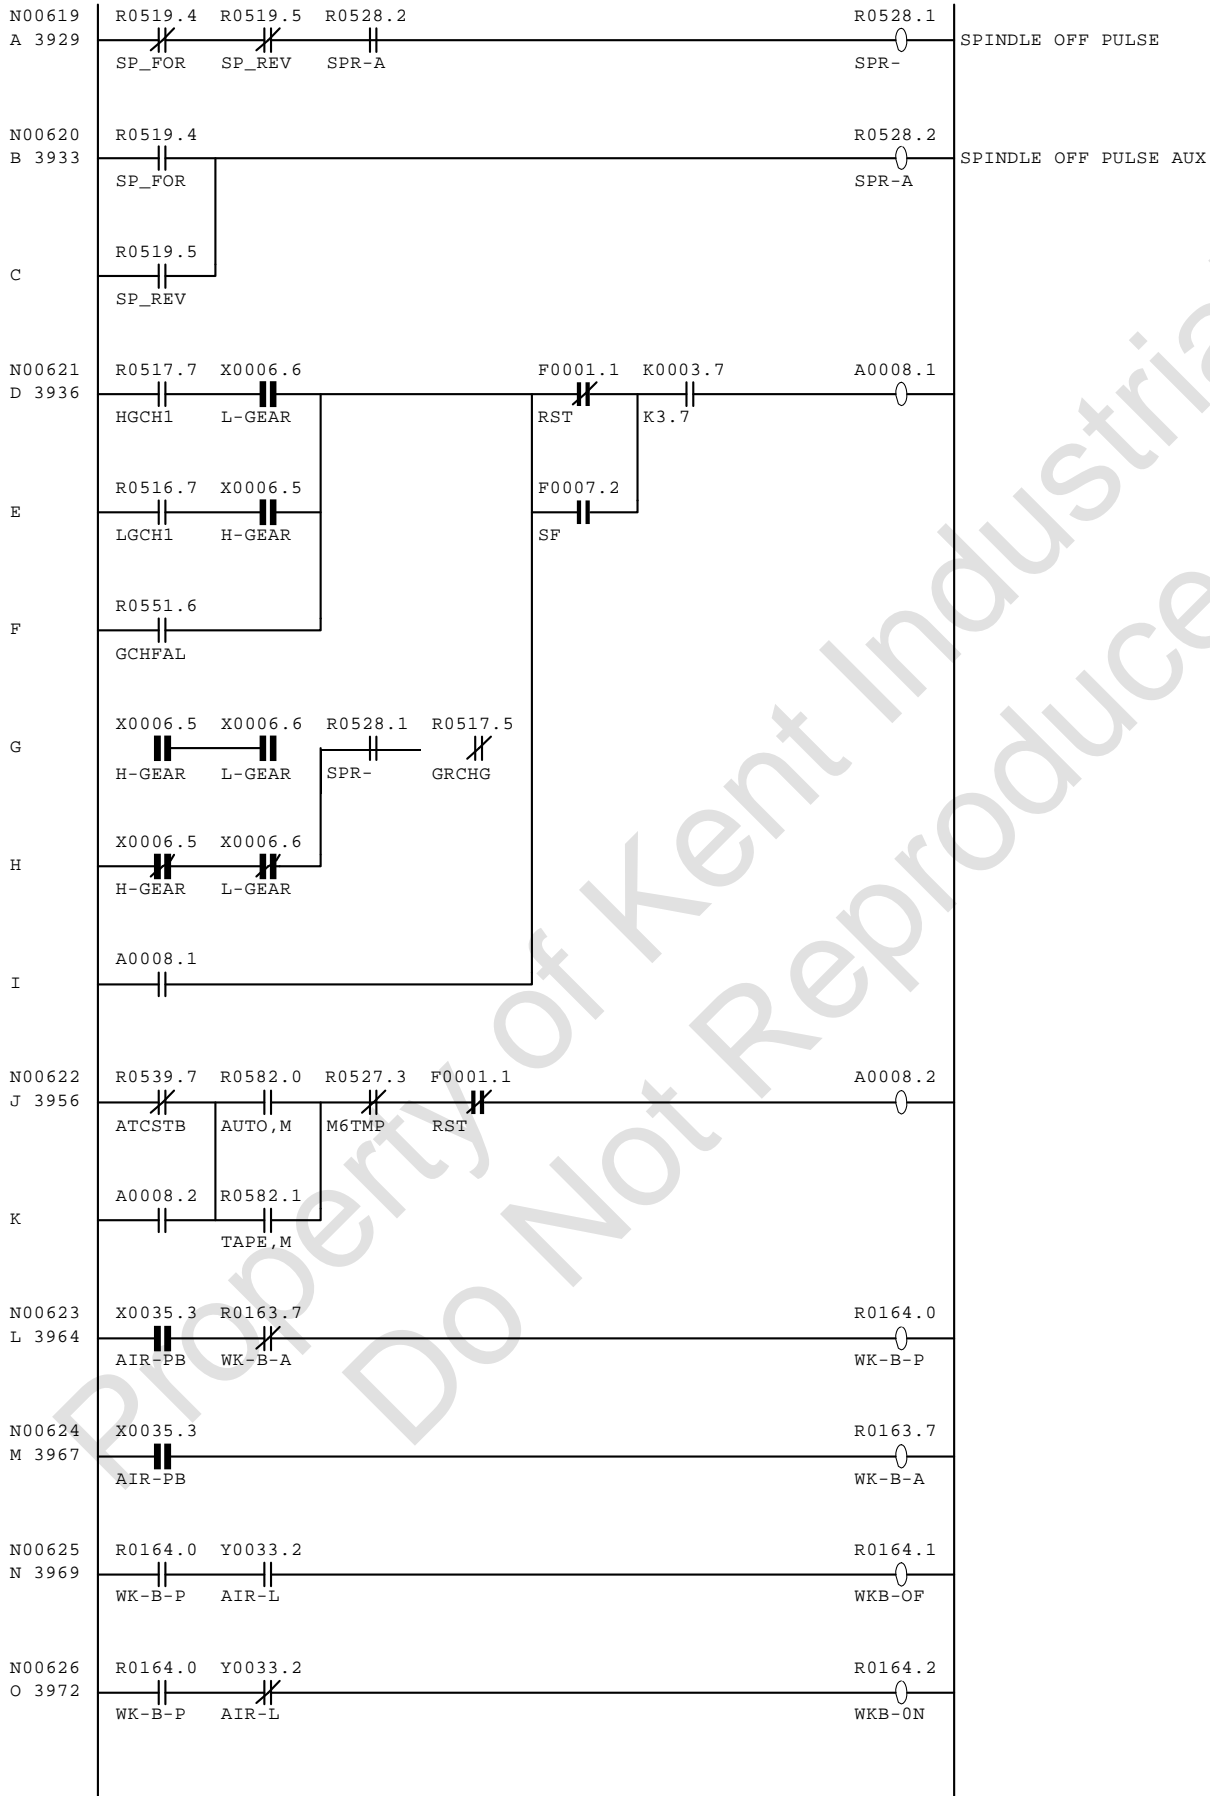 N00619 R0519.4 R0519.5 R0528.2 R0528.1
A 3929 SPINDLE OFF PULSE
SP_FOR SP_REV SPR-A SPR-
N00620 R0519.4 R0528.2
B 3933 SPINDLE OFF PULSE AUX
SP_FOR SPR-A
R0519.5
C
SP_REV
N00621 R0517.7 X0006.6 F0001.1 K0003.7 A0008.1
D 3936
HGCH1 L-GEAR RST K3.7
R0516.7 X0006.5 F0007.2
E
LGCH1 H-GEAR SF
R0551.6
F
GCHFAL
X0006.5 X0006.6 R0528.1 R0517.5
G
H-GEAR L-GEAR SPR- GRCHG
X0006.5 X0006.6
H
H-GEAR L-GEAR
A0008.1
I
N00622 R0539.7 R0582.0 R0527.3 F0001.1 A0008.2
J 3956
ATCSTB AUTO,M M6TMP RST
A0008.2 R0582.1
K
TAPE,M
N00623 X0035.3 R0163.7 R0164.0
L 3964
AIR-PB WK-B-A WK-B-P
N00624 X0035.3 R0163.7
M 3967
AIR-PB WK-B-A
N00625 R0164.0 Y0033.2 R0164.1
N 3969
WK-B-P AIR-L WKB-OF
N00626 R0164.0 Y0033.2 R0164.2
O 3972
WK-B-P AIR-L WKB-0N
Property of Kent Industrial
Do Not Reproduce